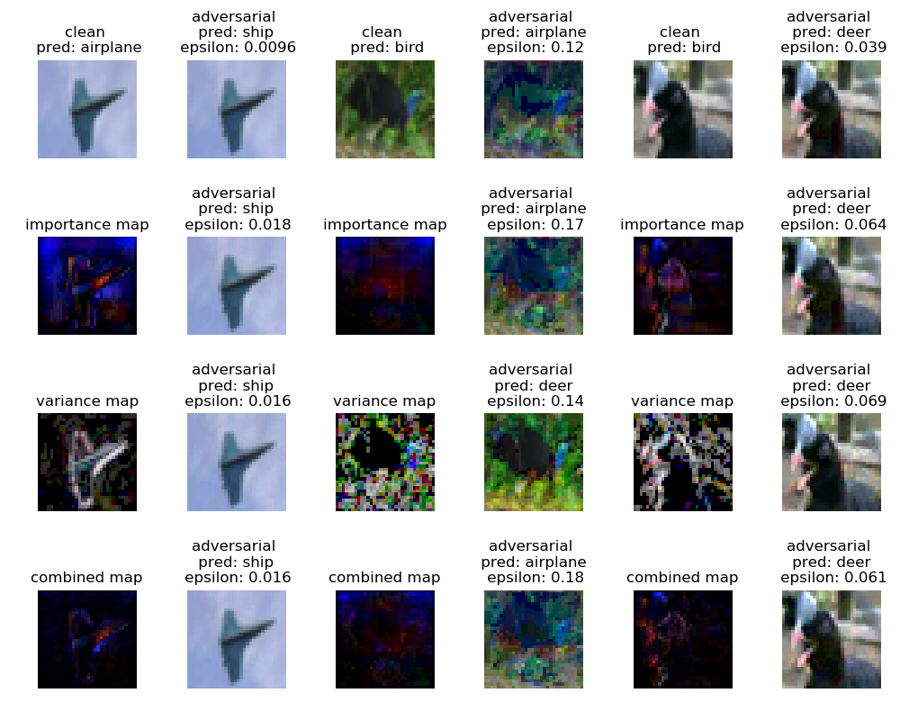 clean
pred: airplane
adversarial
pred: ship
epsilon: 0.0096
clean
pred: bird
adversarial
pred: airplane
epsilon: 0.12
clean
pred: bird
adversarial
pred: deer
epsilon: 0.039
importance map
adversarial
pred: ship
epsilon: 0.018
importance map
adversarial
pred: airplane
epsilon: 0.17
importance map
adversarial
pred: deer
epsilon: 0.064
variance map
adversarial
pred: ship
epsilon: 0.016
variance map
adversarial
pred: deer
epsilon: 0.14
variance map
adversarial
pred: deer
epsilon: 0.069
combined map
adversarial
pred: ship
epsilon: 0.016
combined map
adversarial
pred: airplane
epsilon: 0.18
combined map
adversarial
pred: deer
epsilon: 0.061